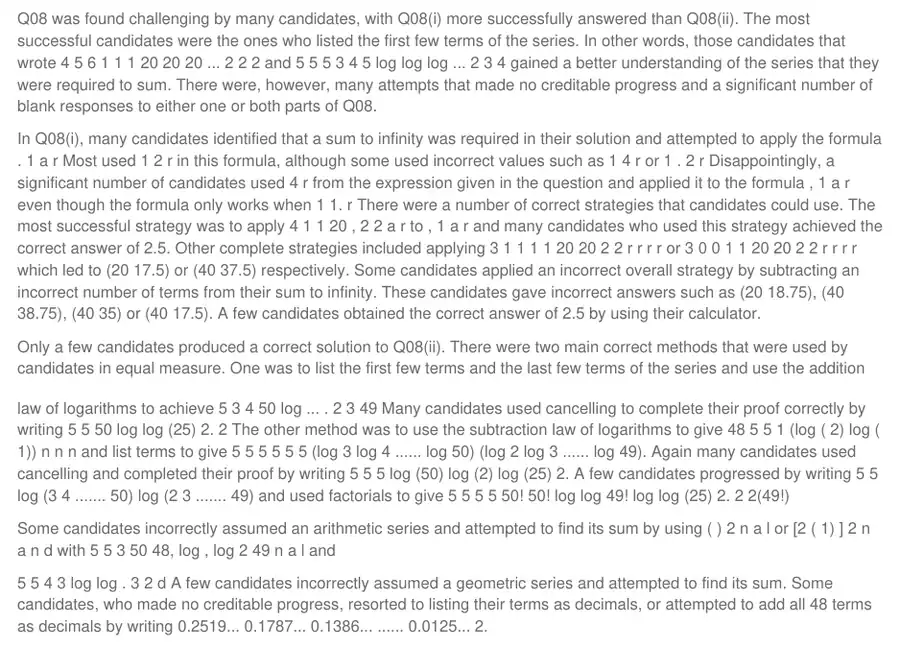 Q08 was found challenging by many candidates, with Q08(i) more successfully answered than Q08(ii). The most
successful candidates were the ones who listed the first few terms of the series. In other words, those candidates that
wrote 4 5 6 1 1 1 20 20 20 ... 2 2 2 and 5 5 5 3 4 5 log log log ... 2 3 4 gained a better understanding of the series that they
were required to sum. There were, however, many attempts that made no creditable progress and a significant number of
blank responses to either one or both parts of Q08.
In Q08(i), many candidates identified that a sum to infinity was required in their solution and attempted to apply the formula
. 1 a r Most used 1 2 r in this formula, although some used incorrect values such as 1 4 r or 1 . 2 r Disappointingly, a
significant number of candidates used 4 r from the expression given in the question and applied it to the formula , 1 a r
even though the formula only works when 1 1. r There were a number of correct strategies that candidates could use. The
most successful strategy was to apply 4 1 1 20 , 2 2 a r to , 1 a r and many candidates who used this strategy achieved the
correct answer of 2.5. Other complete strategies included applying 3 1 1 1 1 20 20 2 2 r r r r or 3 0 0 1 1 20 20 2 2 r r r r
which led to (20 17.5) or (40 37.5) respectively. Some candidates applied an incorrect overall strategy by subtracting an
incorrect number of terms from their sum to infinity. These candidates gave incorrect answers such as (20 18.75), (40
38.75), (40 35) or (40 17.5). A few candidates obtained the correct answer of 2.5 by using their calculator.
Only a few candidates produced a correct solution to Q08(ii). There were two main correct methods that were used by
candidates in equal measure. One was to list the first few terms and the last few terms of the series and use the addition
law of logarithms to achieve 5 3 4 50 log ... . 2 3 49 Many candidates used cancelling to complete their proof correctly by
writing 5 5 50 log log (25) 2. 2 The other method was to use the subtraction law of logarithms to give 48 5 5 1 (log ( 2) log (
1)) n n n and list terms to give 5 5 5 5 5 5 (log 3 log 4 ...... log 50) (log 2 log 3 ...... log 49). Again many candidates used
cancelling and completed their proof by writing 5 5 5 log (50) log (2) log (25) 2. A few candidates progressed by writing 5 5
log (3 4 ....... 50) log (2 3 ....... 49) and used factorials to give 5 5 5 5 50! 50! log log 49! log log (25) 2. 2 2(49!)
Some candidates incorrectly assumed an arithmetic series and attempted to find its sum by using ( ) 2 n a l or [2 ( 1) ] 2 n
a n d with 5 5 3 50 48, log , log 2 49 n a l and
5 5 4 3 log log . 3 2 d A few candidates incorrectly assumed a geometric series and attempted to find its sum. Some
candidates, who made no creditable progress, resorted to listing their terms as decimals, or attempted to add all 48 terms
as decimals by writing 0.2519... 0.1787... 0.1386... ...... 0.0125... 2.